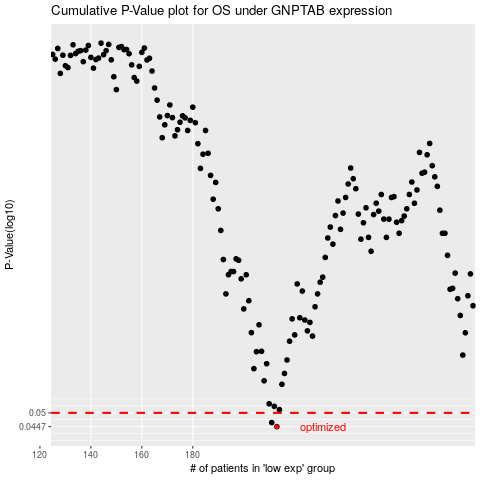 Cumulative P-Value plot for OS under GNPTAB expression
P-Value(log10)
0.05
0.0447
optimized
120 140 160 180
# of patients in 'low exp' group